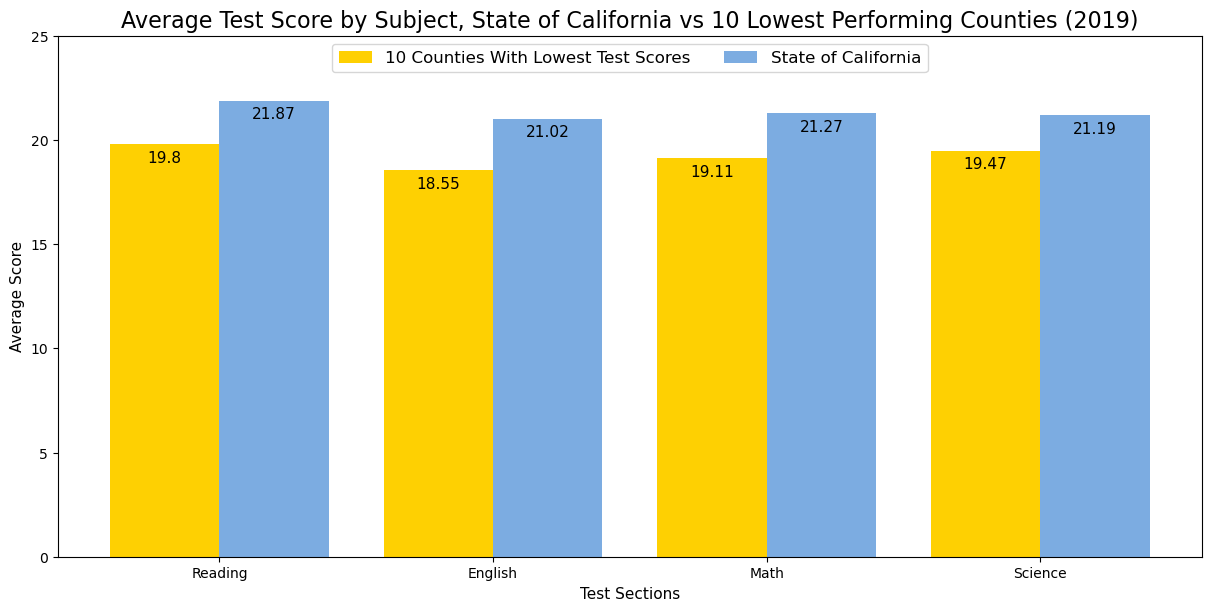 Average Test Score by Subject, State of California vs 10 Lowest Performing Counties (2019)
10 Counties With Lowest Test Scores
State of California
Average Score
25
20
15
10
5
0
19.8
21.87
18.55
21.02
19.11
21.27
19.47
21.19
Reading
English
Math
Science
Test Sections